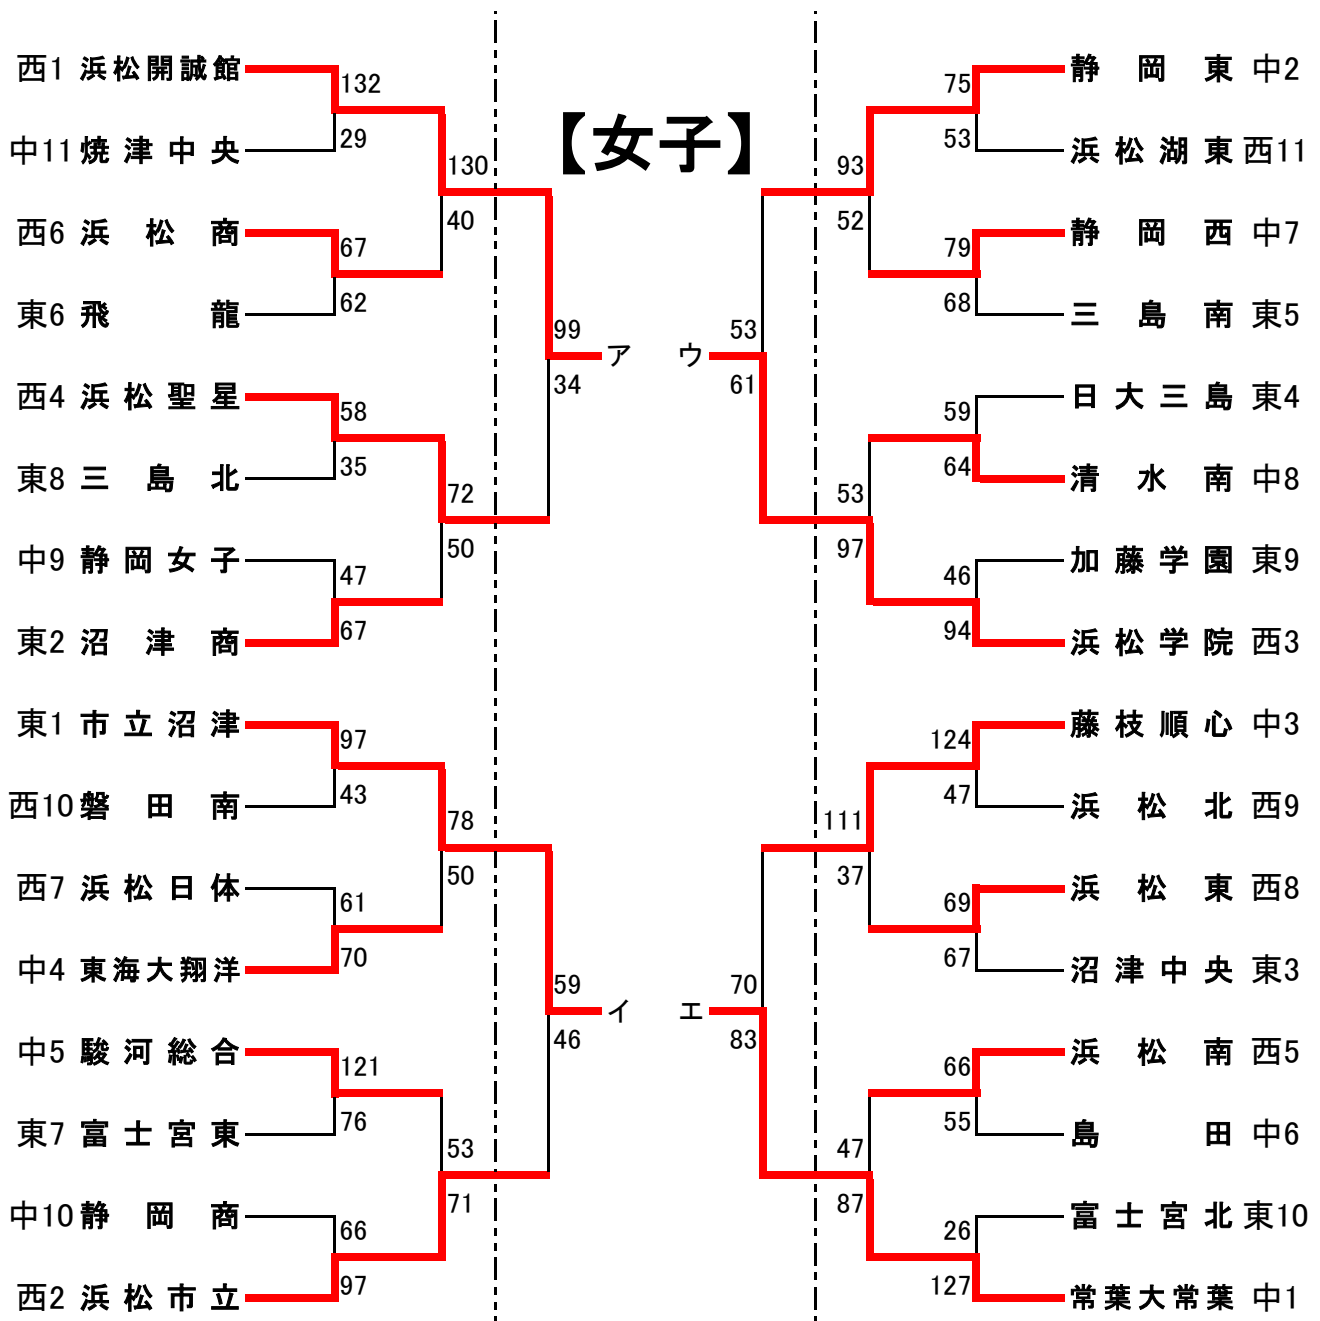 【女子】
西1 浜松開誠館
132
29
中11 焼津中央
130
40
西6 浜松商
67
62
東6 飛龍
99
ア
34
西4 浜松聖星
58
35
東8 三島北
72
50
中9 静岡女子
47
67
東2 沼津商
東1 市立沼津
97
43
西10 磐田南
78
50
西7 浜松日体
61
70
中4 東海大翔洋
59
イ
46
中5 駿河総合
121
76
東7 富士宮東
53
71
中10 静岡商
66
97
西2 浜松市立
静岡東 中2
75
53
浜松湖東 西11
93
52
静岡西 中7
79
68
三島南 東5
53
ウ
61
日大三島 東4
59
64
清水南 中8
53
97
加藤学園 東9
46
94
浜松学院 西3
藤枝順心 中3
124
47
浜松北 西9
111
37
浜松東 西8
69
67
沼津中央 東3
70
エ
83
浜松南 西5
66
55
島田 中6
47
87
富士宮北 東10
26
127
常葉大常葉 中1